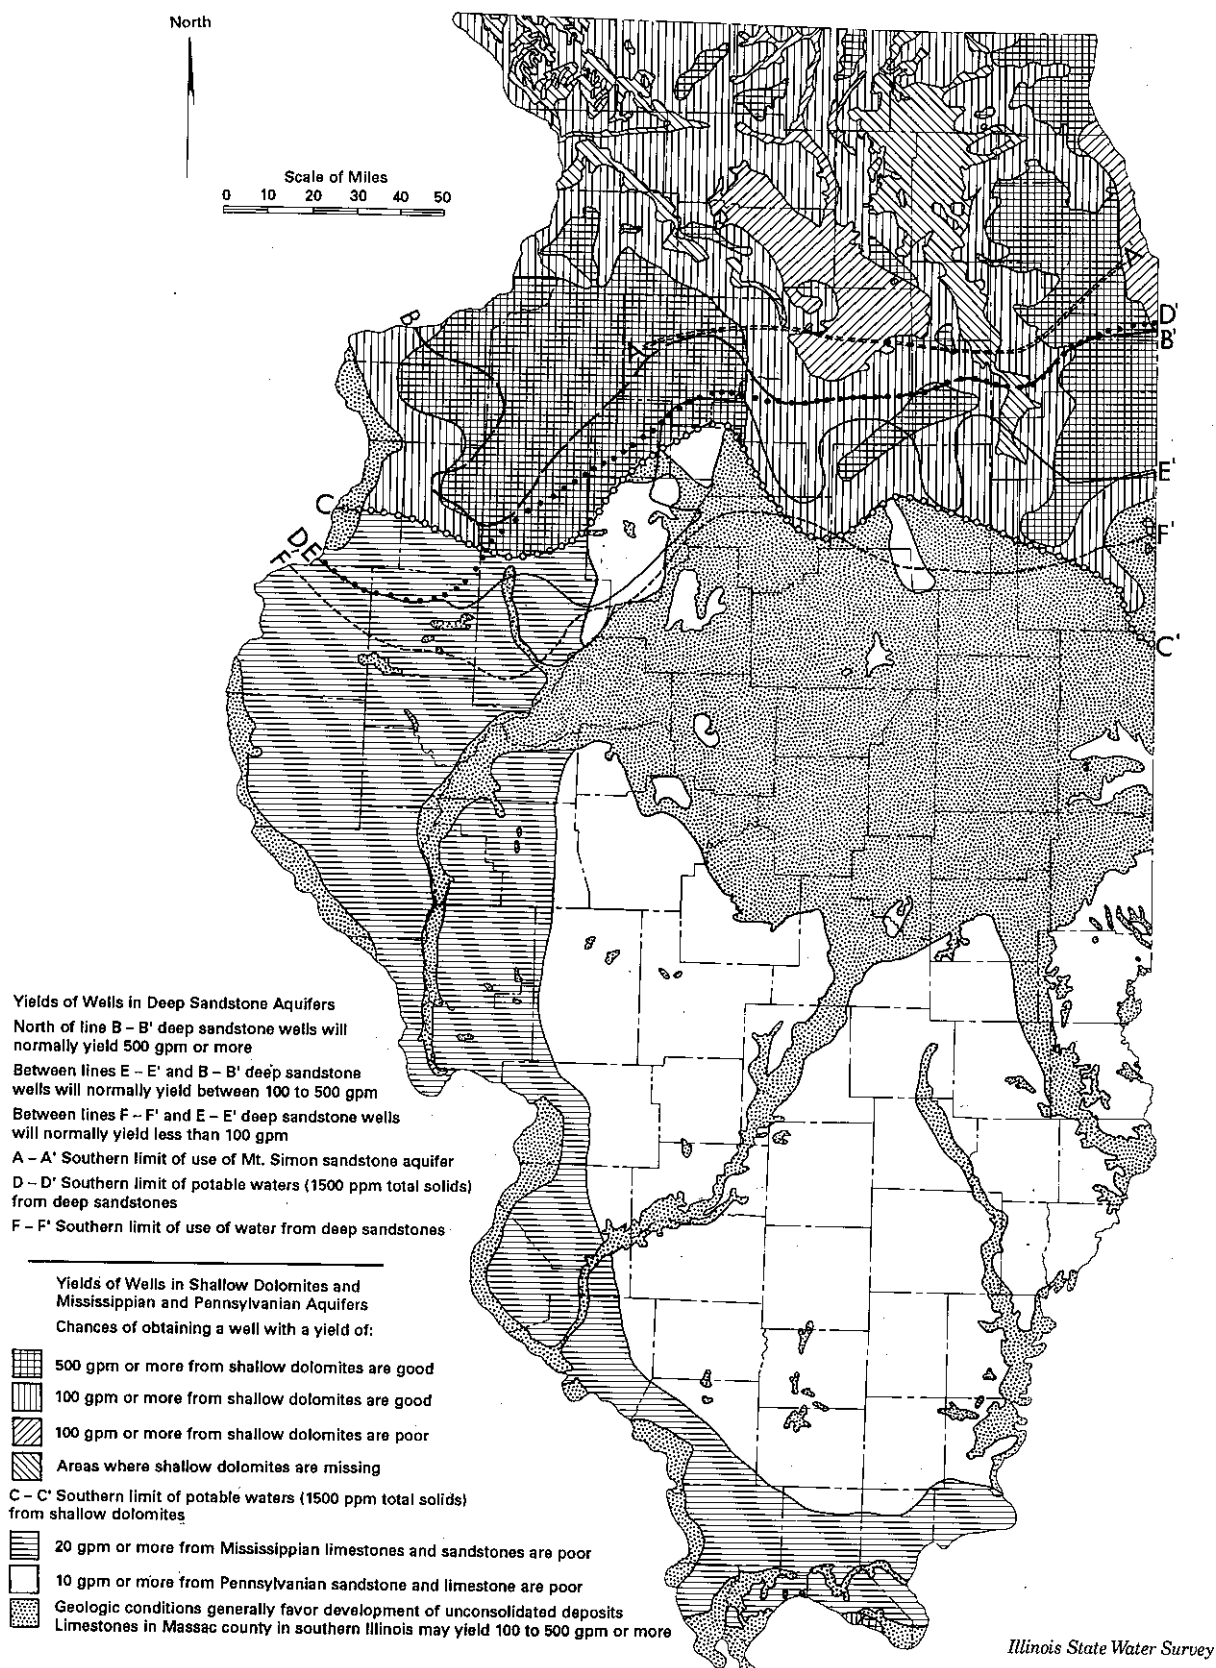 North
Scale of Miles
0 10 20 30 40 50
A'
D'
B
B'
A
E'
C
F'
D,E
F
C'
Yields of Wells in Deep Sandstone Aquifers
North of line B – B' deep sandstone wells will
normally yield 500 gpm or more
Between lines E – E' and B – B' deep sandstone
wells will normally yield between 100 to 500 gpm
Between lines F – F' and E – E' deep sandstone wells
will normally yield less than 100 gpm
A – A' Southern limit of use of Mt. Simon sandstone aquifer
D – D' Southern limit of potable waters (1500 ppm total solids)
from deep sandstones
F – F' Southern limit of use of water from deep sandstones
Yields of Wells in Shallow Dolomites and
Mississippian and Pennsylvanian Aquifers
Chances of obtaining a well with a yield of:
500 gpm or more from shallow dolomites are good
100 gpm or more from shallow dolomites are good
100 gpm or more from shallow dolomites are poor
Areas where shallow dolomites are missing
C – C' Southern limit of potable waters (1500 ppm total solids)
from shallow dolomites
20 gpm or more from Mississippian limestones and sandstones are poor
10 gpm or more from Pennsylvanian sandstone and limestone are poor
Geologic conditions generally favor development of unconsolidated deposits
Limestones in Massac county in southern Illinois may yield 100 to 500 gpm or more
Illinois State Water Survey